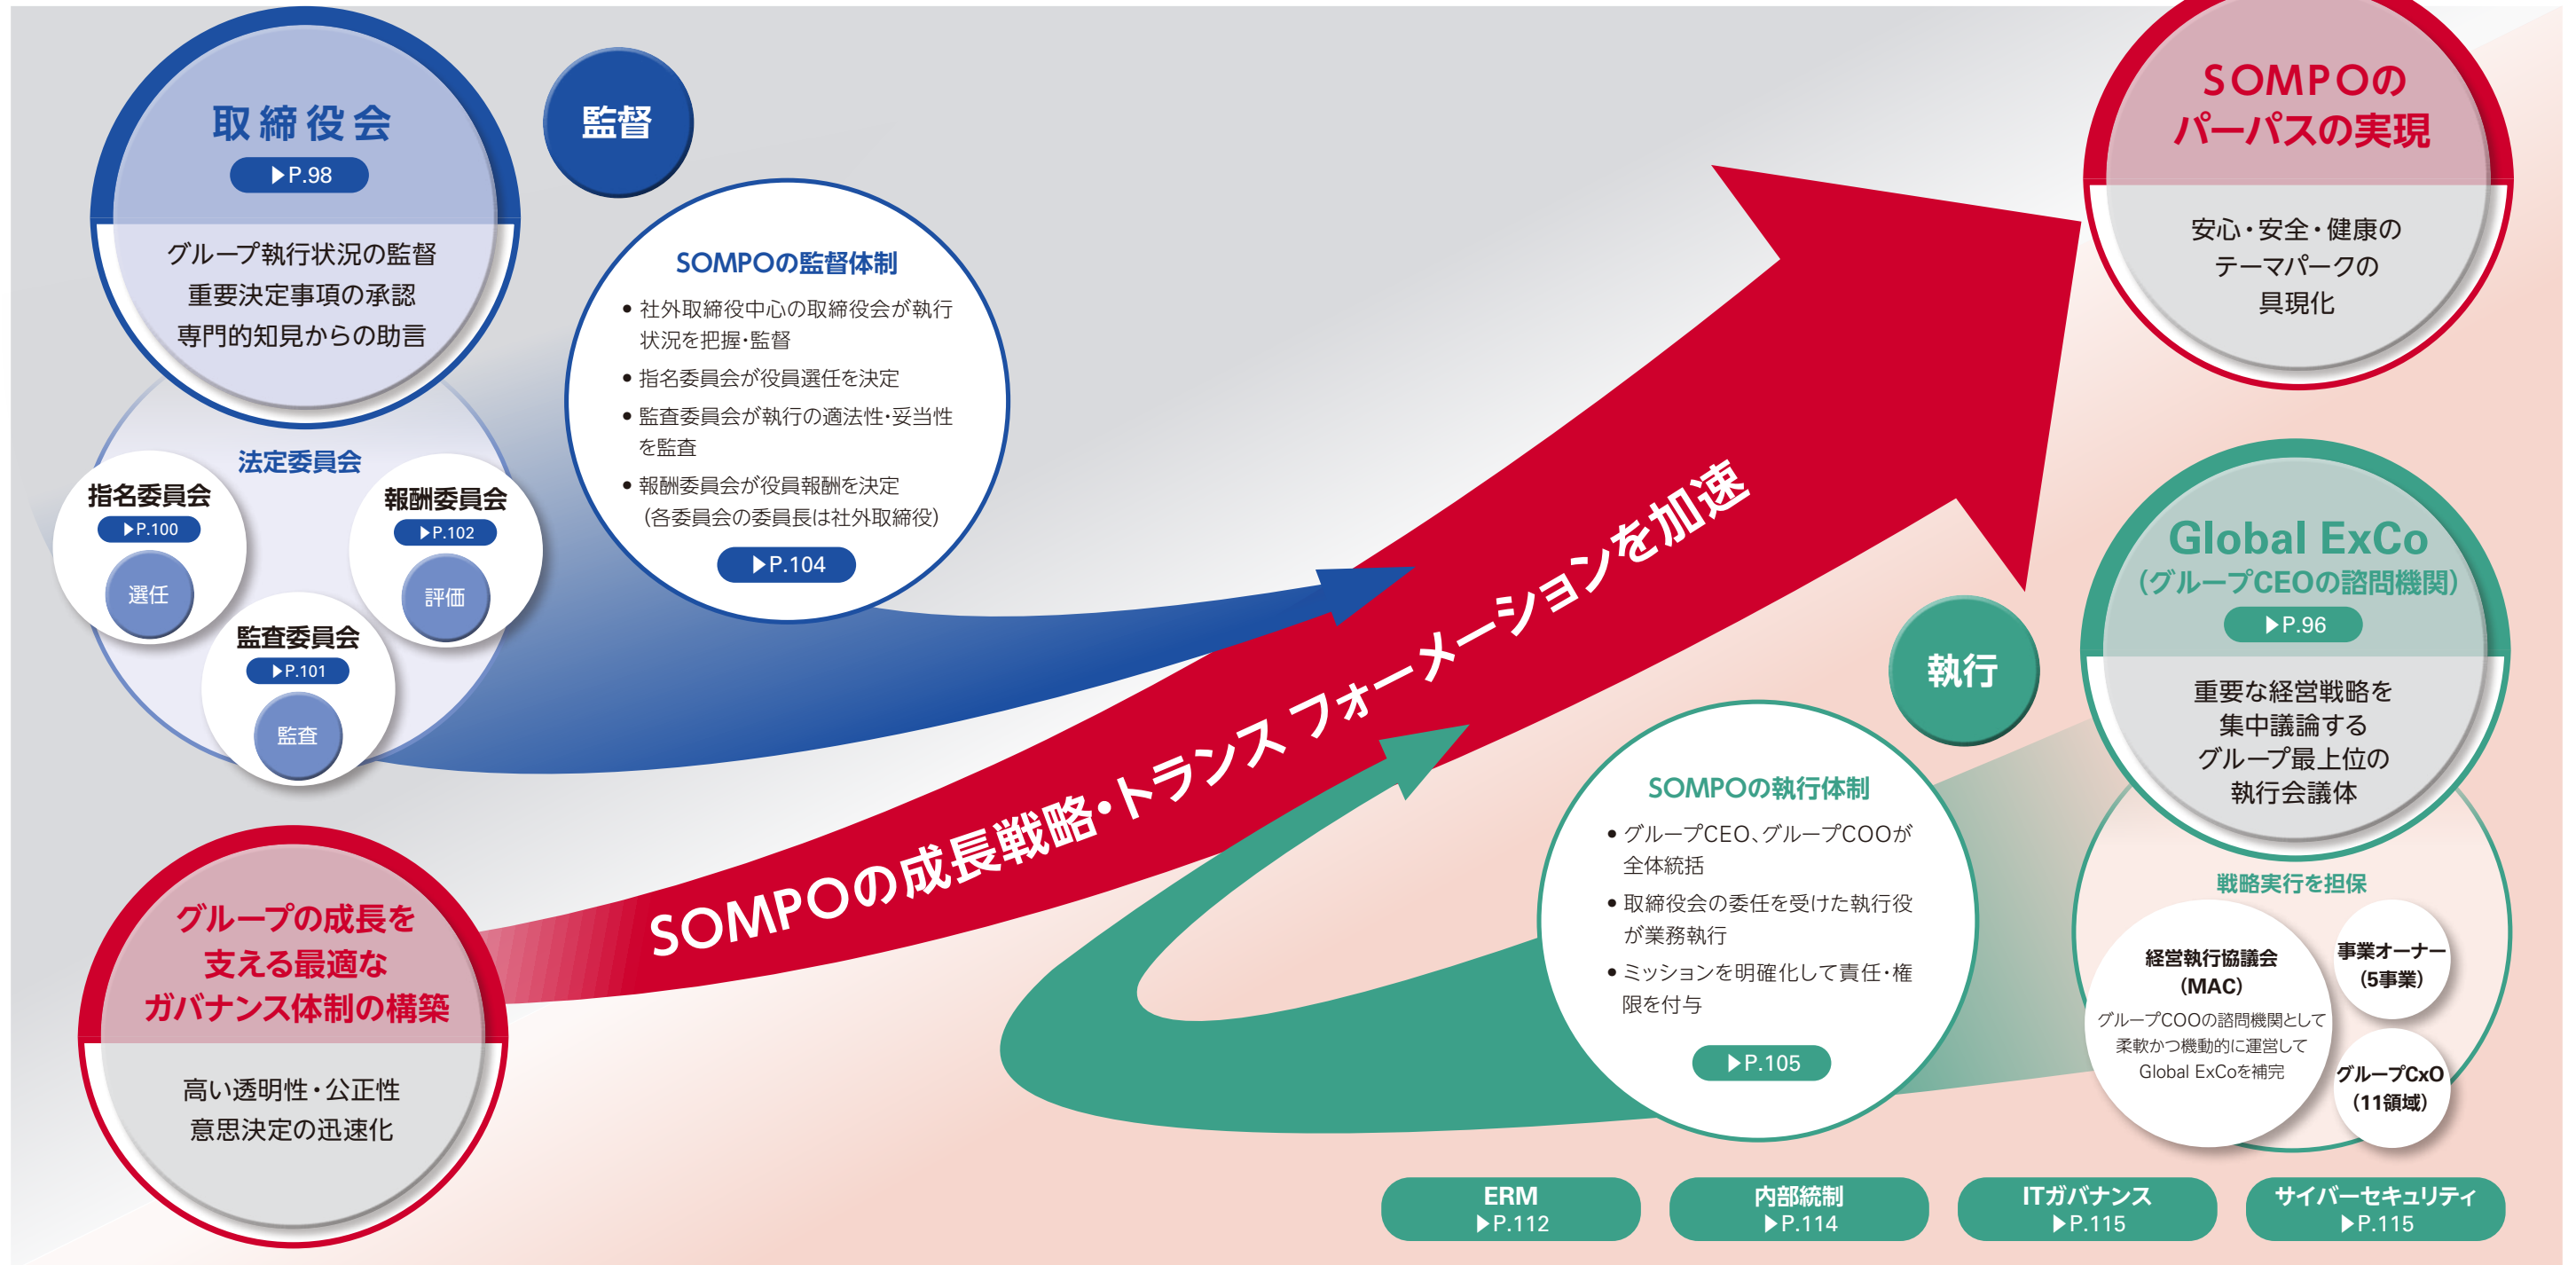 取締役会
▶P.98
グループ執行状況の監督
重要決定事項の承認
専門的知見からの助言
法定委員会
指名委員会
▶P.100
選任
報酬委員会
▶P.102
評価
監査委員会
▶P.101
監査
監督
SOMPOの監督体制
• 社外取締役中心の取締役会が執行
状況を把握・監督
• 指名委員会が役員選任を決定
• 監査委員会が執行の適法性・妥当性
を監査
• 報酬委員会が役員報酬を決定
(各委員会の委員長は社外取締役)
▶P.104
グループの成長を
支える最適な
ガバナンス体制の構築
高い透明性・公正性
意思決定の迅速化
SOMPOの成長戦略・トランスフォーメーションを加速
SOMPOの
パーパスの実現
安心・安全・健康の
テーマパークの
具現化
執行
Global ExCo
(グループCEOの諮問機関)
▶P.96
重要な経営戦略を
集中議論する
グループ最上位の
執行会議体
SOMPOの執行体制
• グループCEO、グループCOOが
全体統括
• 取締役会の委任を受けた執行役
が業務執行
• ミッションを明確化して責任・権
限を付与
▶P.105
戦略実行を担保
経営執行協議会
(MAC)
グループCOOの諮問機関として
柔軟かつ機動的に運営して
Global ExCoを補完
事業オーナー
(5事業)
グループCxO
(11領域)
ERM
▶P.112
内部統制
▶P.114
ITガバナンス
▶P.115
サイバーセキュリティ
▶P.115